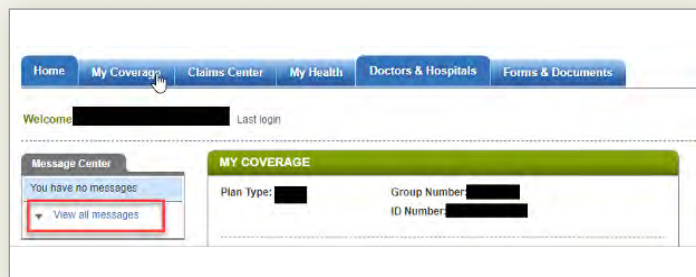 Home My Coverage Claims Center My Health Doctors & Hospitals Forms & Documents
Welcome Last login
Message Center
You have no messages
View all messages
MY COVERAGE
Plan Type: Group Number:
ID Number: